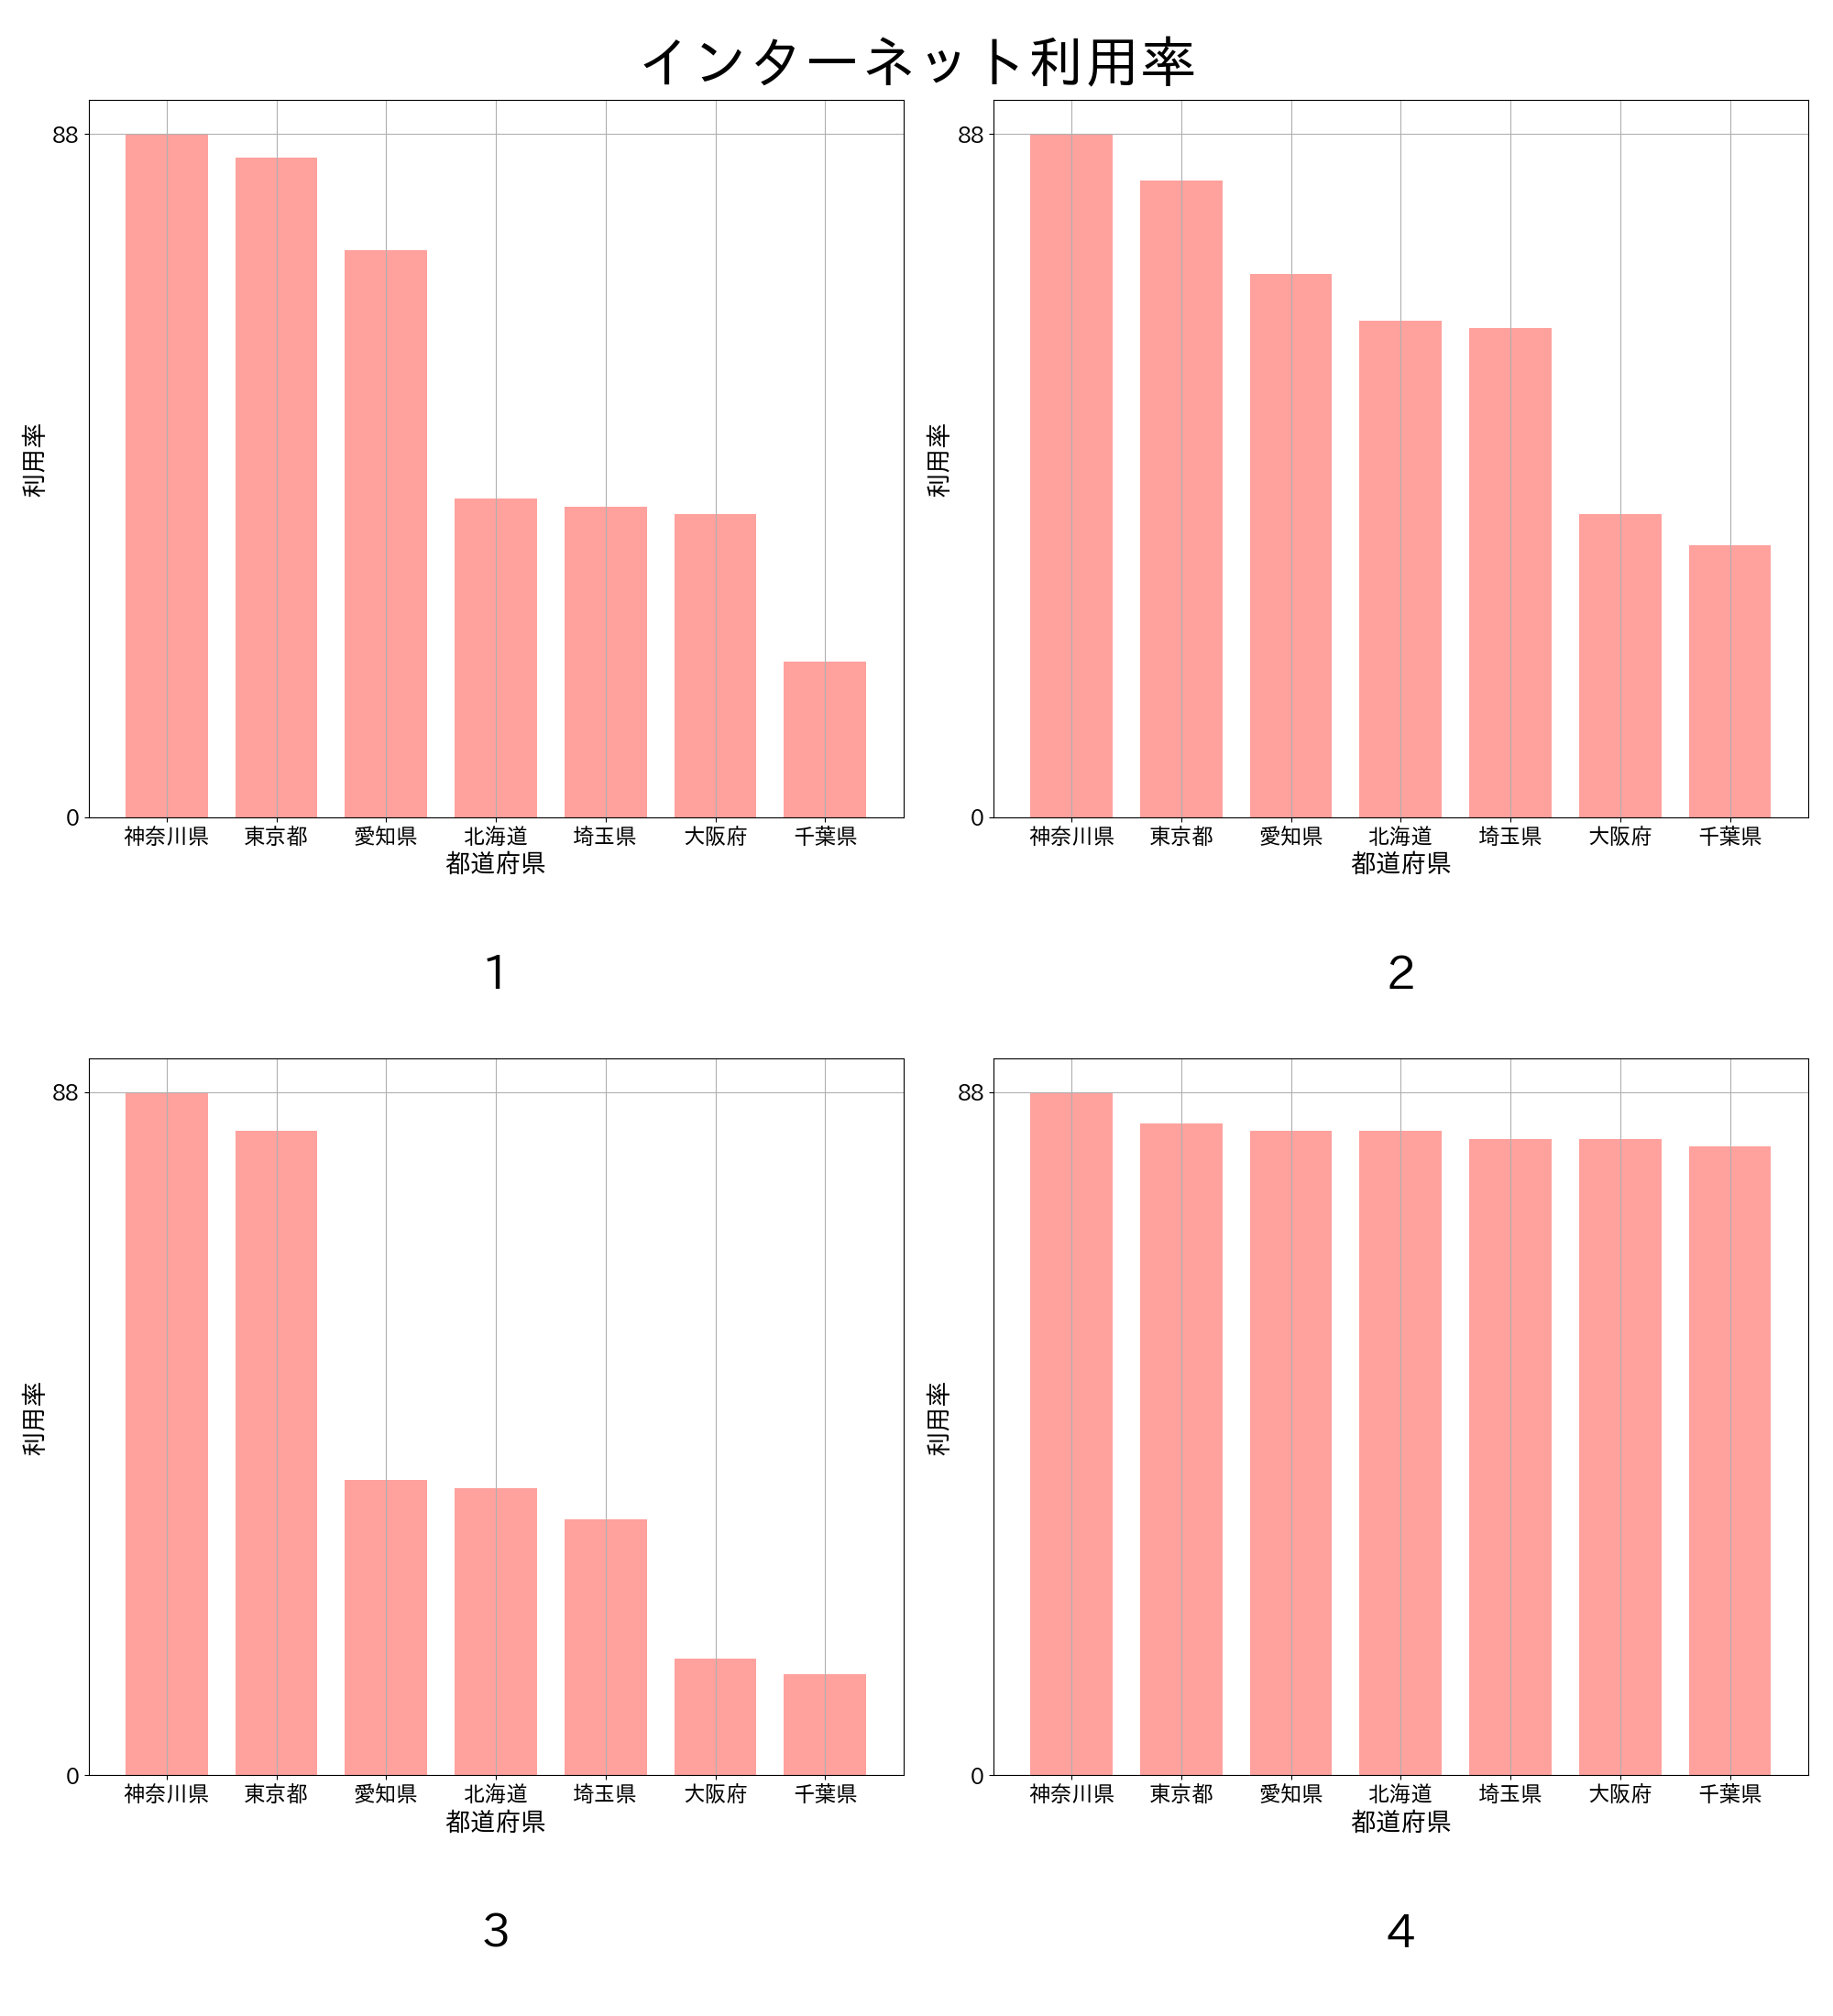 インターネット利用率
88
0
利用率
神奈川県 東京都 愛知県 北海道 埼玉県 大阪府 千葉県
都道府県
1
88
0
利用率
神奈川県 東京都 愛知県 北海道 埼玉県 大阪府 千葉県
都道府県
2
88
0
利用率
神奈川県 東京都 愛知県 北海道 埼玉県 大阪府 千葉県
都道府県
3
88
0
利用率
神奈川県 東京都 愛知県 北海道 埼玉県 大阪府 千葉県
都道府県
4